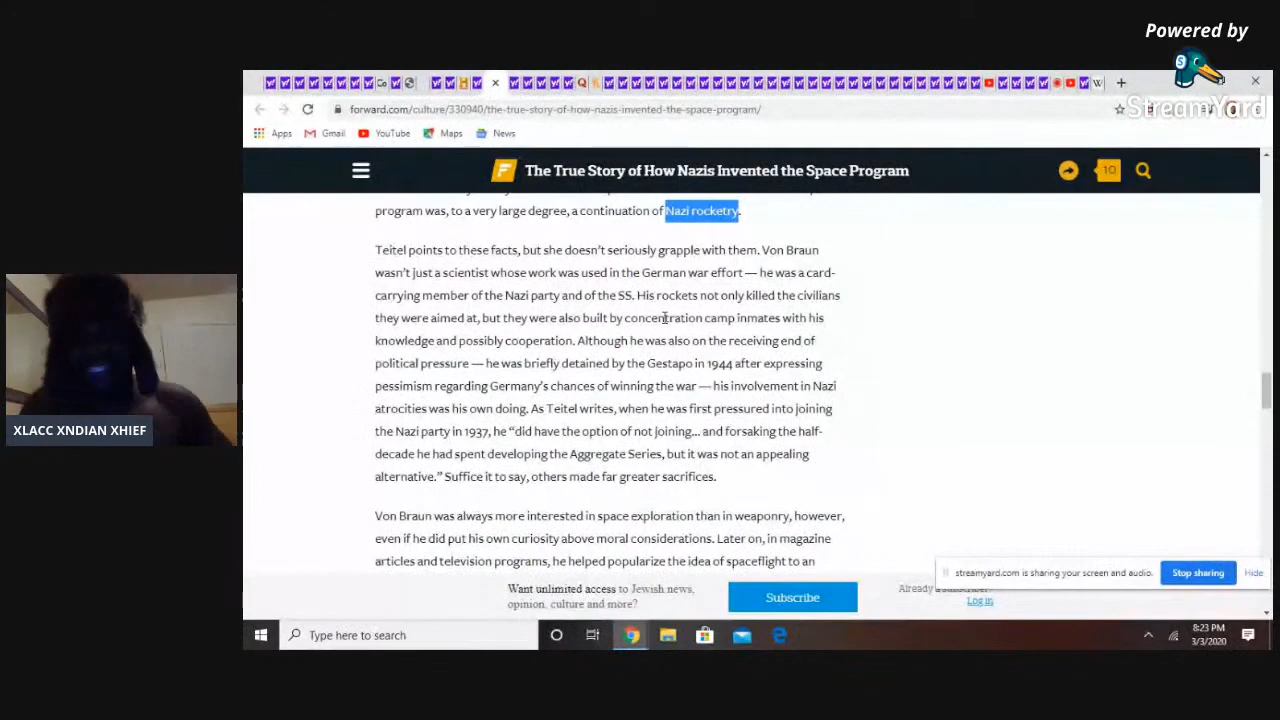 Powered by
StreamYard
forward.com/culture/330940/the-true-story-of-how-nazis-invented-the-space-program/
Apps Gmail YouTube Maps News
The True Story of How Nazis Invented the Space Program
10
program was, to a very large degree, a continuation of Nazi rocketry.
Teitel points to these facts, but she doesn't seriously grapple with them. Von Braun
wasn't just a scientist whose work was used in the German war effort — he was a card-
carrying member of the Nazi party and of the SS. His rockets not only killed the civilians
they were aimed at, but they were also built by concentration camp inmates with his
knowledge and possibly cooperation. Although he was also on the receiving end of
political pressure — he was briefly detained by the Gestapo in 1944 after expressing
pessimism regarding Germany's chances of winning the war — his involvement in Nazi
atrocities was his own doing. As Teitel writes, when he was first pressured into joining
the Nazi party in 1937, he “did have the option of not joining… and forsaking the half-
decade he had spent developing the Aggregate Series, but it was not an appealing
alternative.” Suffice it to say, others made far greater sacrifices.
Von Braun was always more interested in space exploration than in weaponry, however,
even if he did put his own curiosity above moral considerations. Later on, in magazine
articles and television programs, he helped popularize the idea of spaceflight to an
XLACC XNDIAN XHIEF
streamyard.com is sharing your screen and audio.
Stop sharing
Hide
Want unlimited access to Jewish news,
opinion, culture and more?
Subscribe
Already a
Log in
Type here to search
8:23 PM
3/3/2020